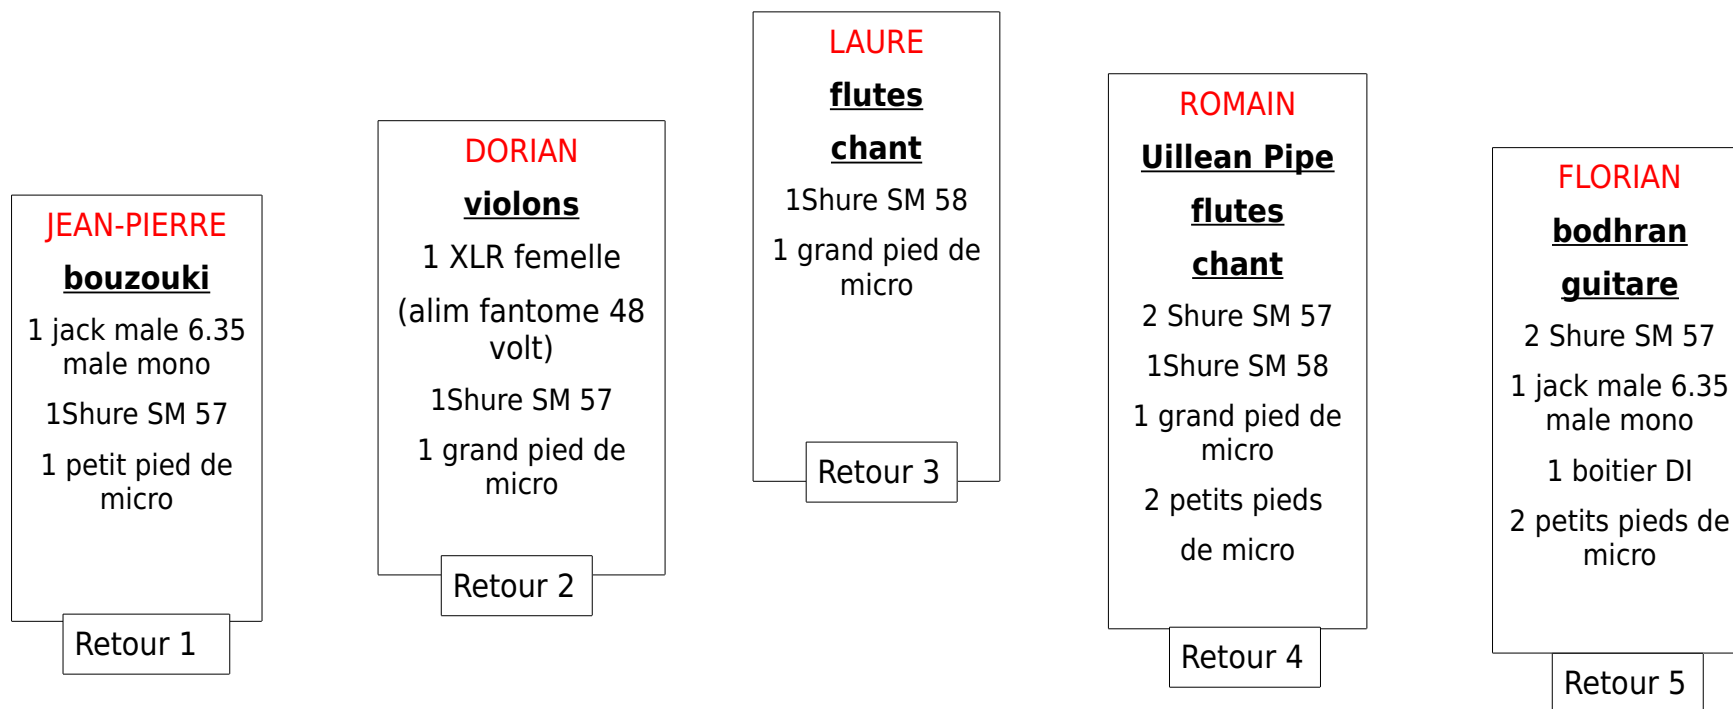 JEAN-PIERRE
bouzouki
1 jack male 6.35
male mono
1Shure SM 57
1 petit pied de
micro
Retour 1
DORIAN
violons
1 XLR femelle
(alim fantome 48
volt)
1Shure SM 57
1 grand pied de
micro
Retour 2
LAURE
flutes
chant
1Shure SM 58
1 grand pied de
micro
Retour 3
ROMAIN
Uillean Pipe
flutes
chant
2 Shure SM 57
1Shure SM 58
1 grand pied de
micro
2 petits pieds
de micro
Retour 4
FLORIAN
bodhran
guitare
2 Shure SM 57
1 jack male 6.35
male mono
1 boitier DI
2 petits pieds de
micro
Retour 5